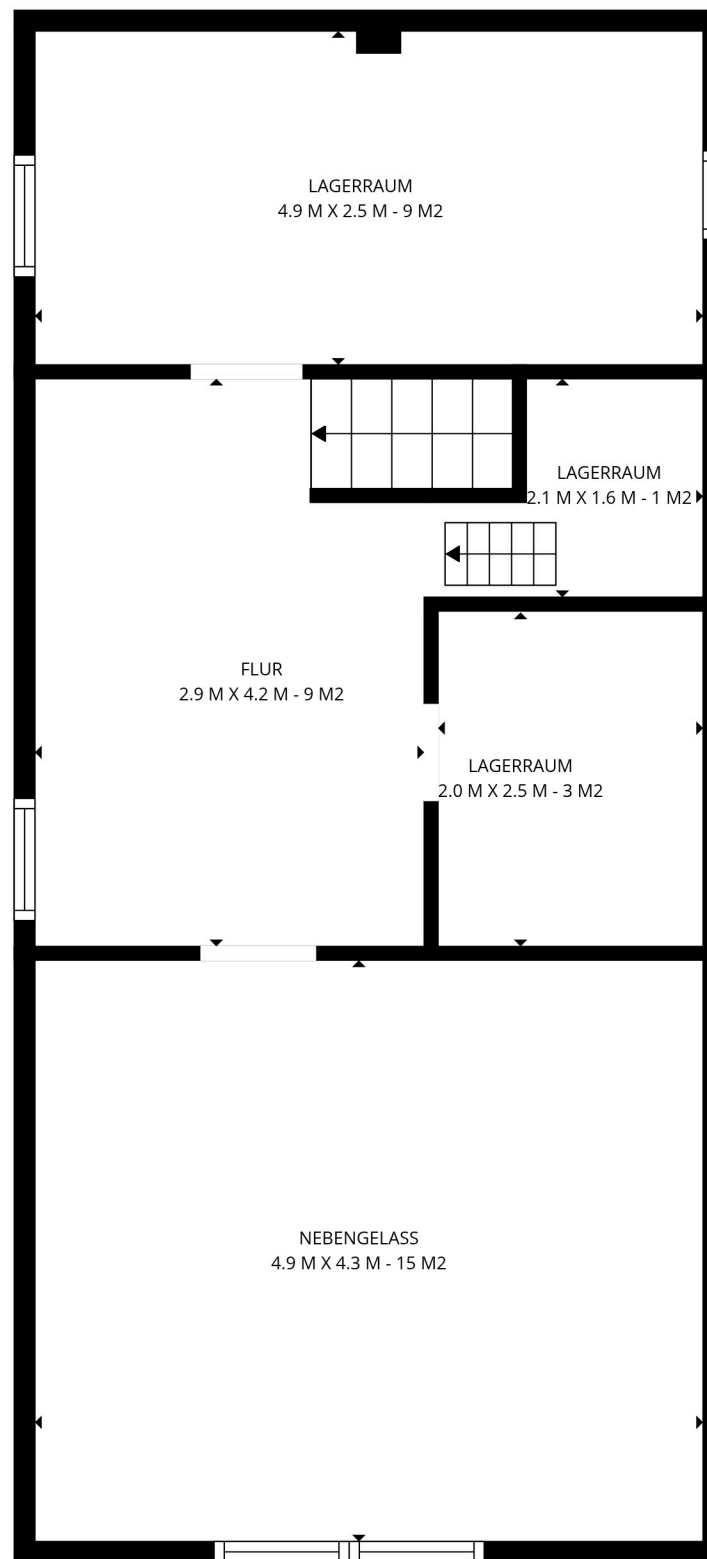 LAGERRAUM
4.9 M X 2.5 M - 9 M2
LAGERRAUM
2.1 M X 1.6 M - 1 M2
FLUR
2.9 M X 4.2 M - 9 M2
LAGERRAUM
2.0 M X 2.5 M - 3 M2
NEBENGELASS
4.9 M X 4.3 M - 15 M2